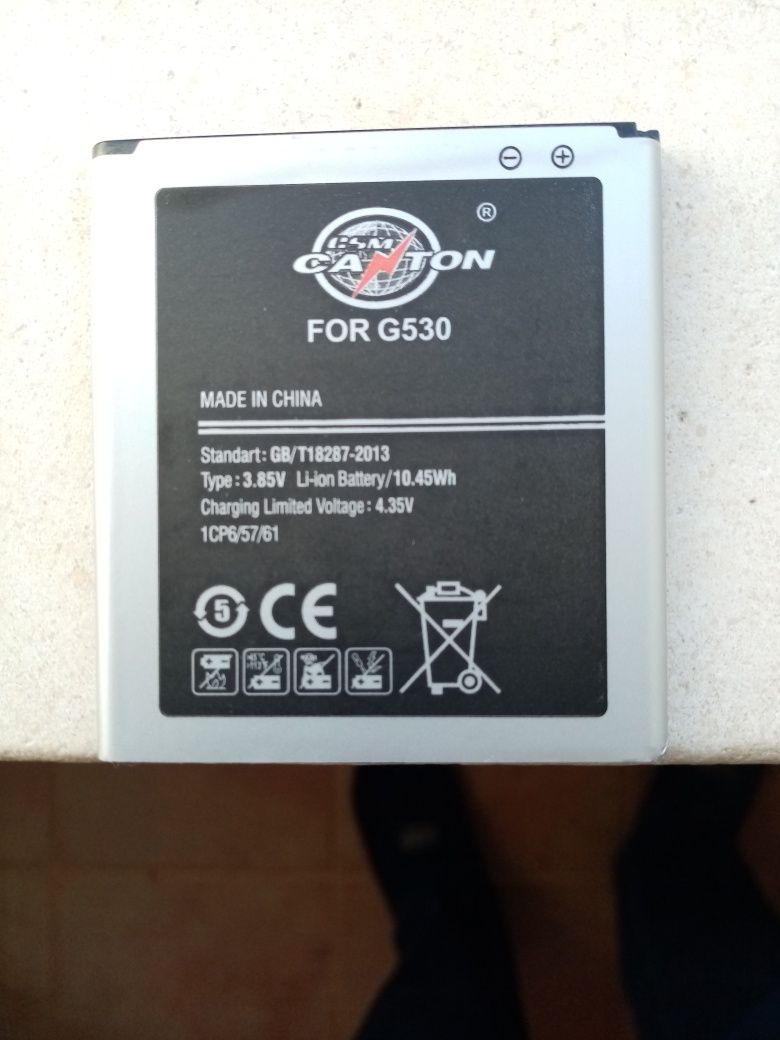 ®
GSM
CANTON
FOR G530
MADE IN CHINA
Standart: GB/T18287-2013
Type: 3.85V Li-ion Battery/10.45Wh
Charging Limited Voltage: 4.35V
1CP6/57/61
5 CE